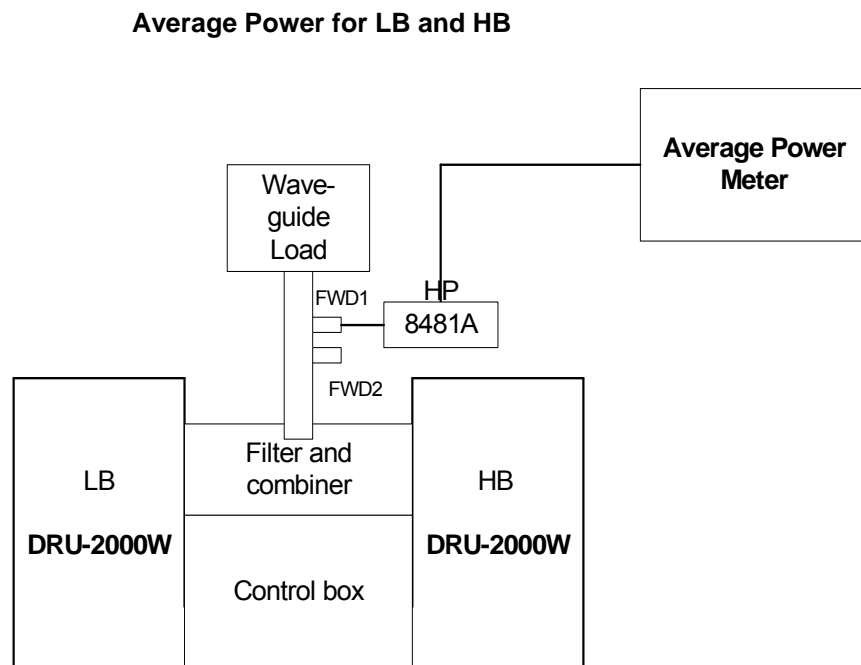 Average Power for LB and HB
Average Power
Meter
Wave-
guide
Load
FWD1
HP
8481A
FWD2
Filter and
combiner
LB
DRU-2000W
HB
DRU-2000W
Control box